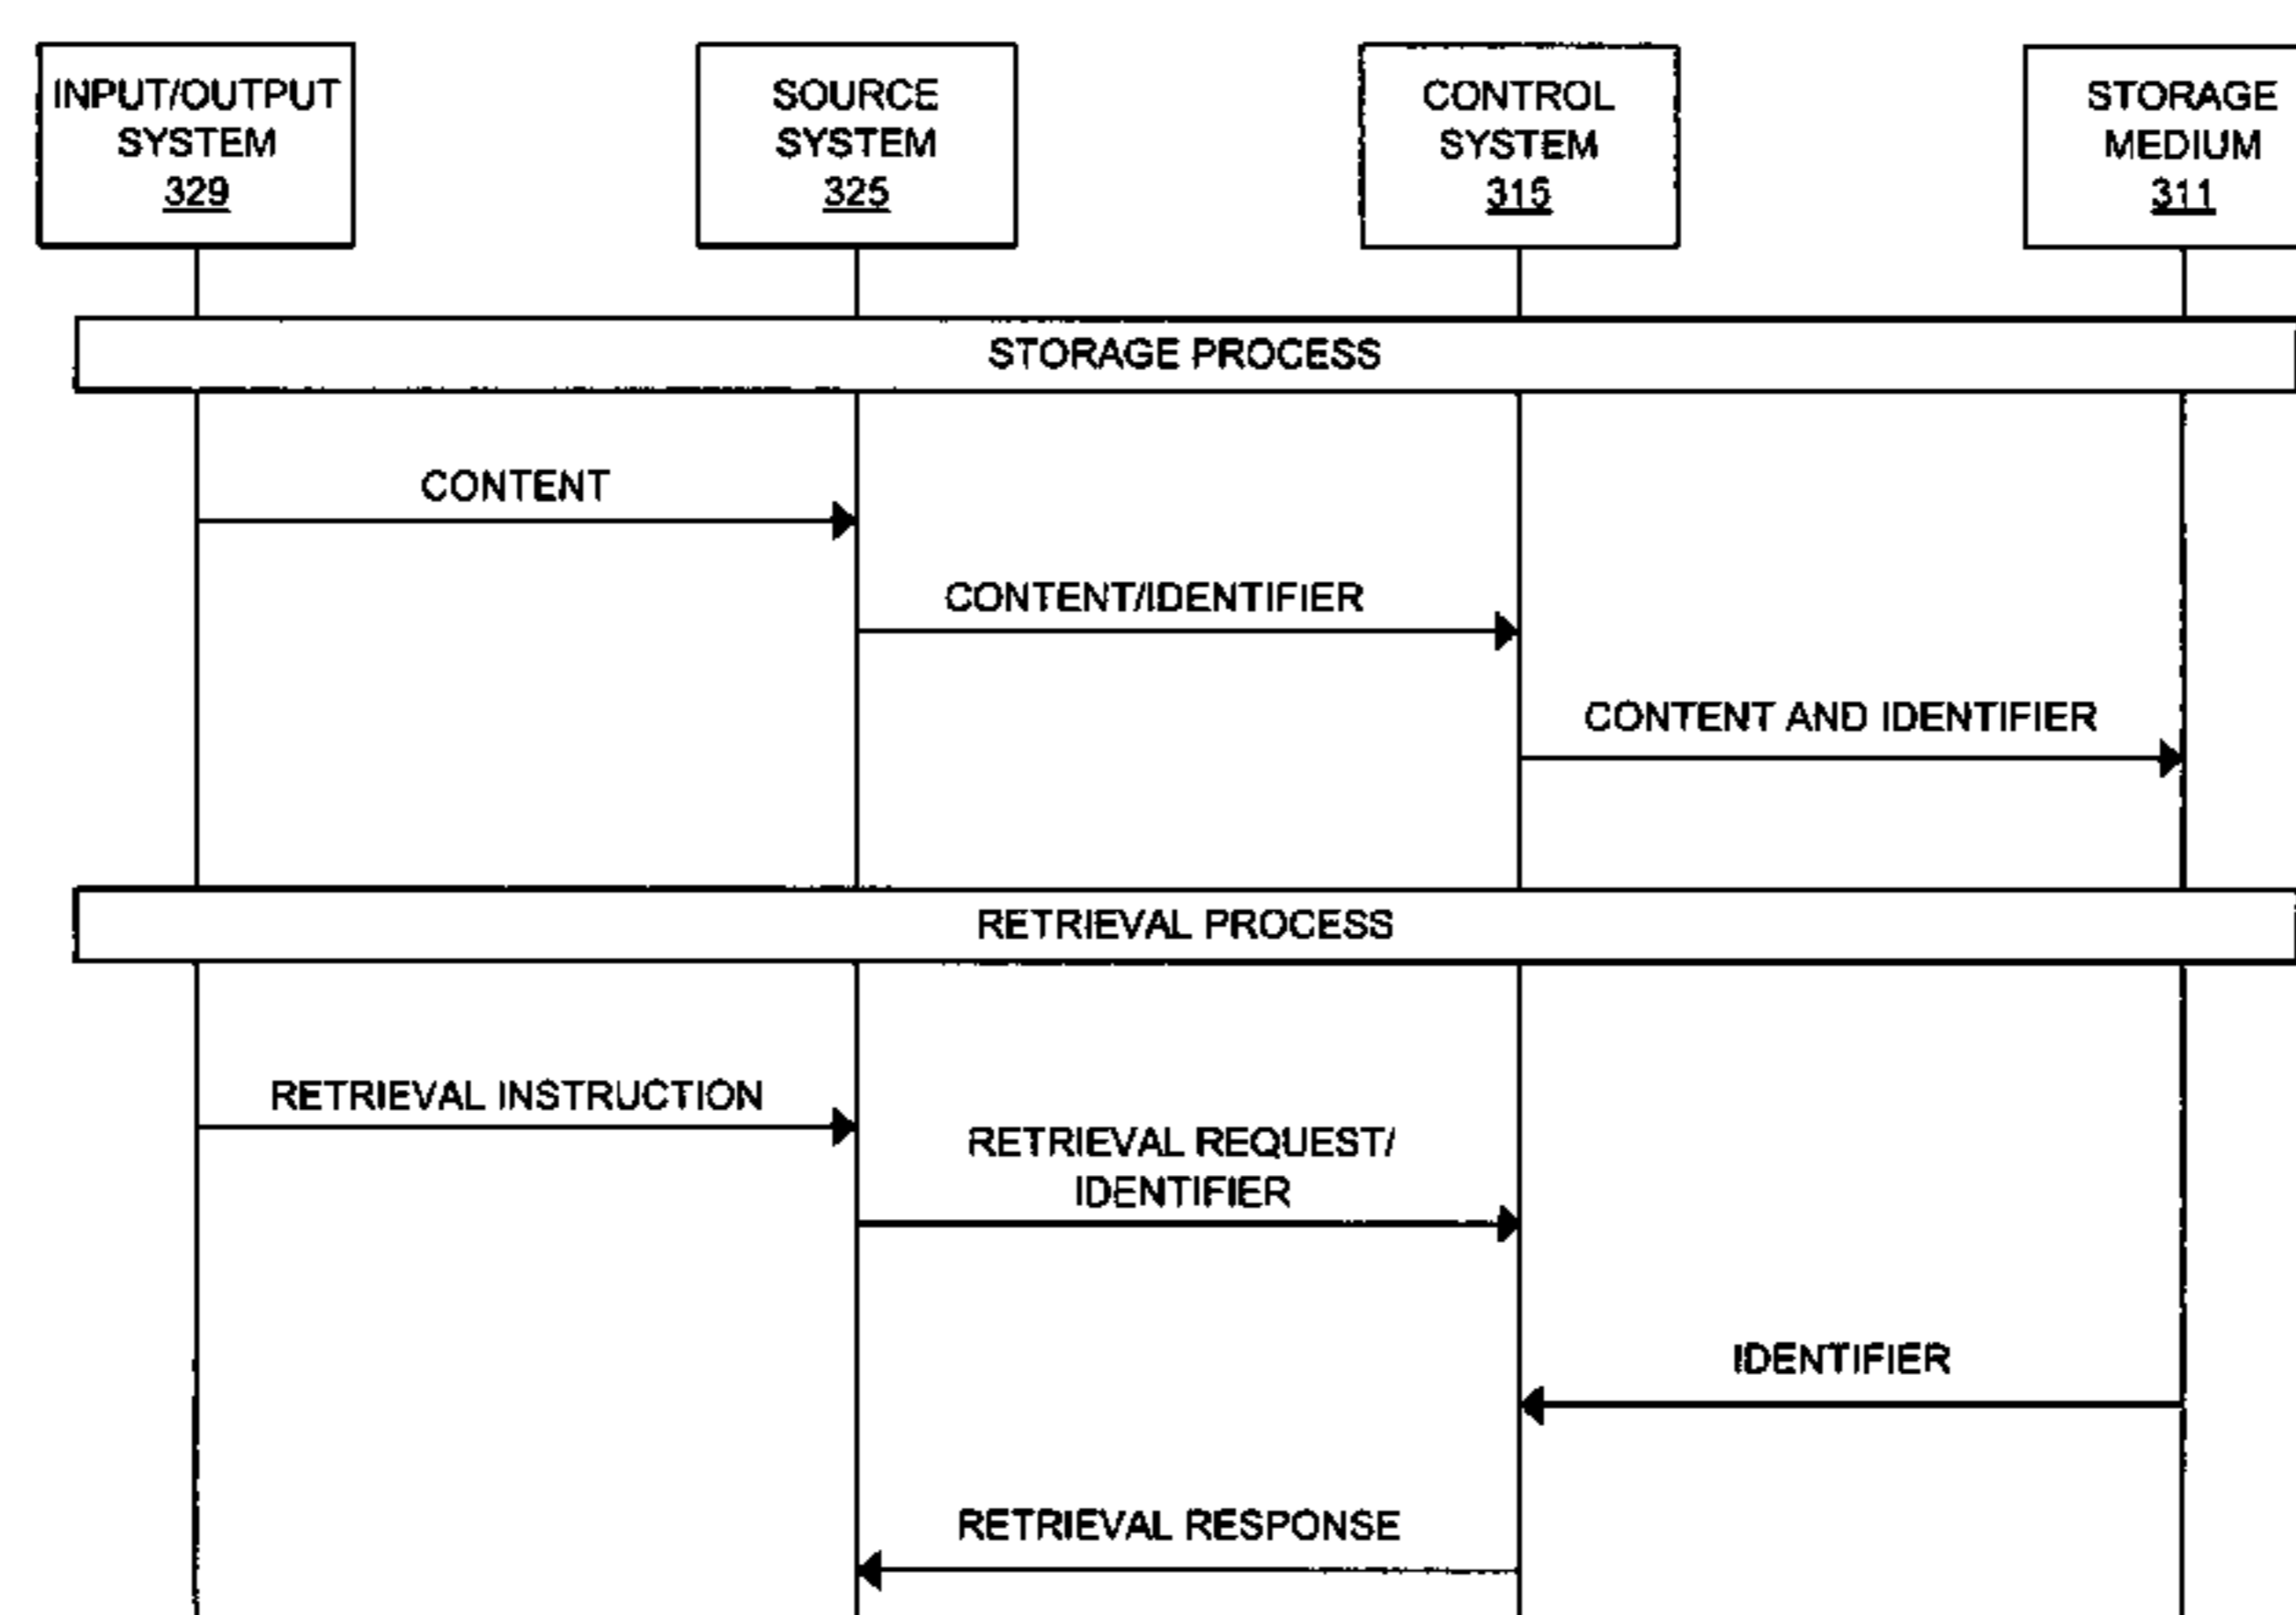 INPUT/OUTPUT
SYSTEM
329
SOURCE
SYSTEM
325
CONTROL
SYSTEM
315
STORAGE
MEDIUM
311
STORAGE PROCESS
CONTENT
CONTENT/IDENTIFIER
CONTENT AND IDENTIFIER
RETRIEVAL PROCESS
RETRIEVAL INSTRUCTION
RETRIEVAL REQUEST/
IDENTIFIER
IDENTIFIER
RETRIEVAL RESPONSE